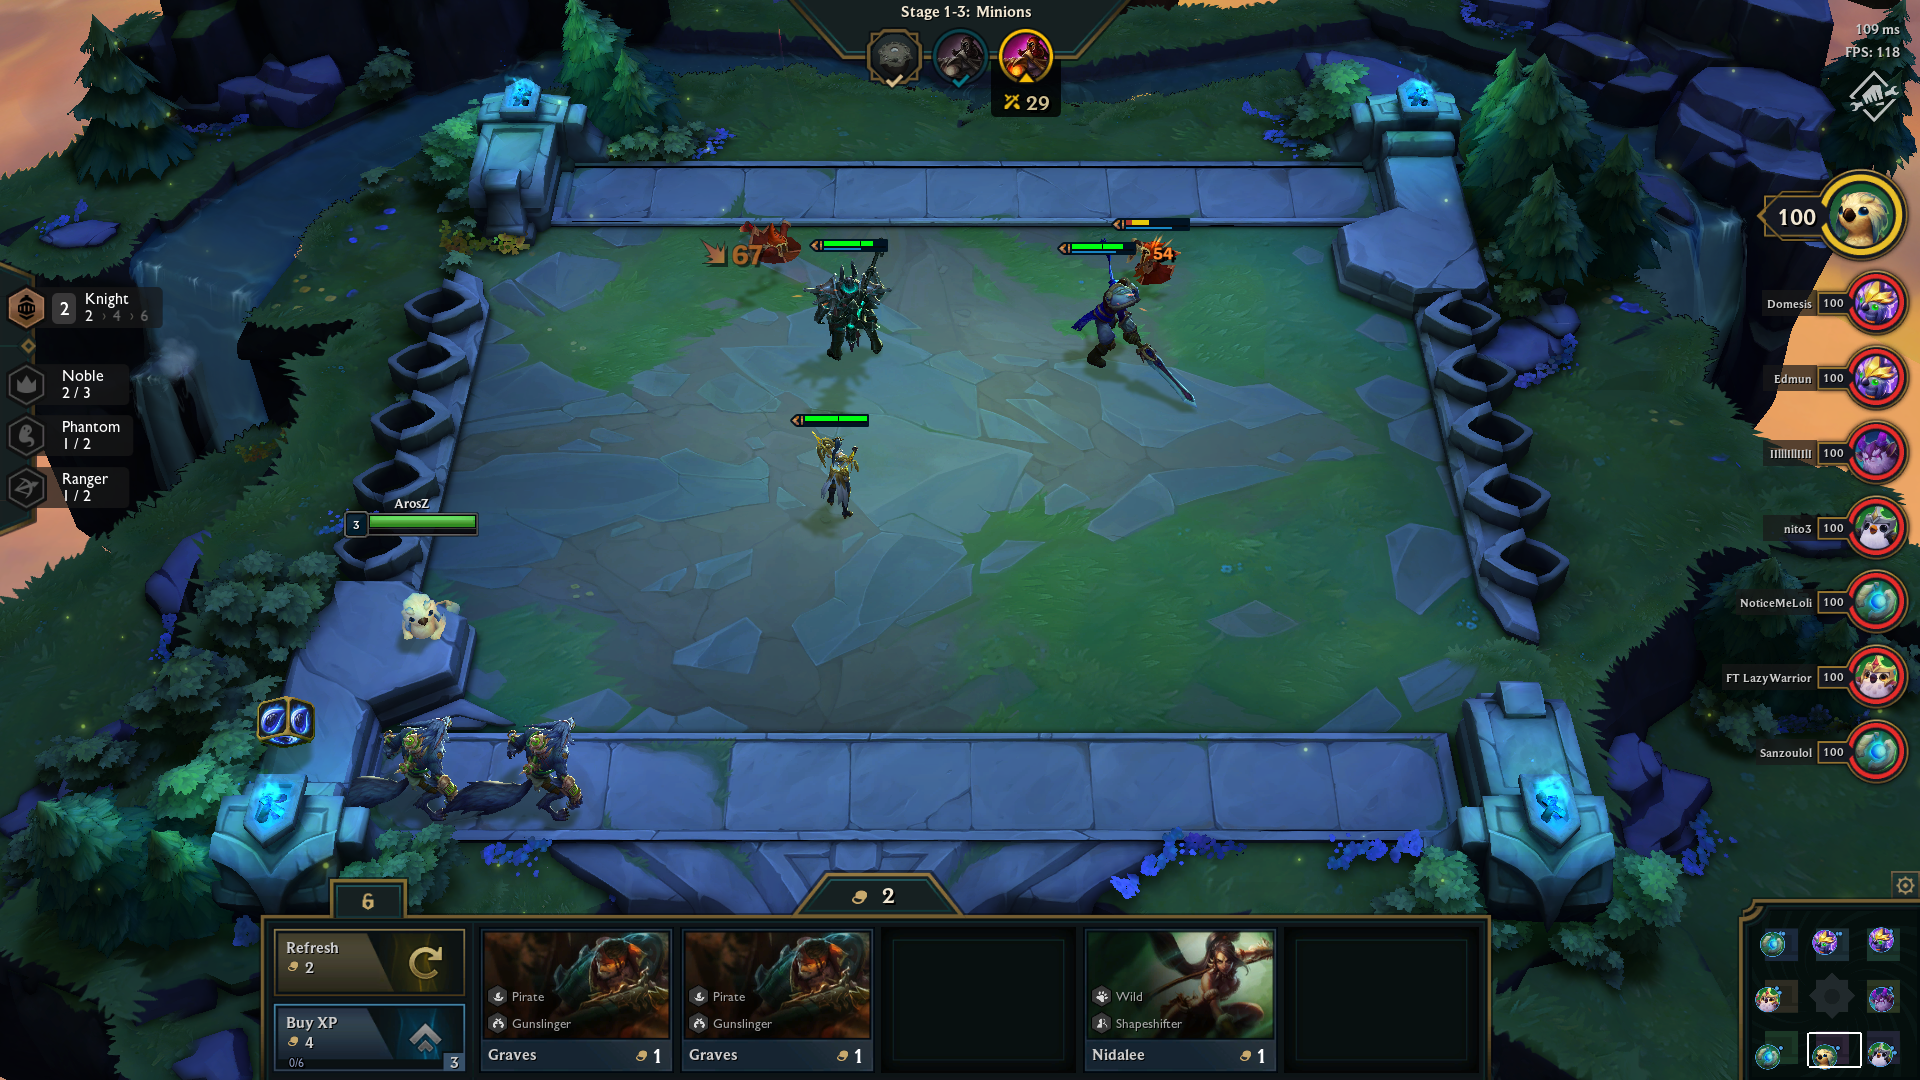 Stage 1-3: Minions
109 ms
FPS: 118
29
100
67
54
2
Knight
2 › 4 › 6
Noble
2 / 3
Phantom
1 / 2
Ranger
1 / 2
Domesis 100
Edmun 100
100
nito3 100
NoticeMeLoli 100
FT LazyWarrior 100
Sanzoulol 100
ArosZ
3
6
2
Refresh
2
Buy XP
4
0/6
3
Pirate
Gunslinger
Graves 1
Pirate
Gunslinger
Graves 1
Wild
Shapeshifter
Nidalee 1